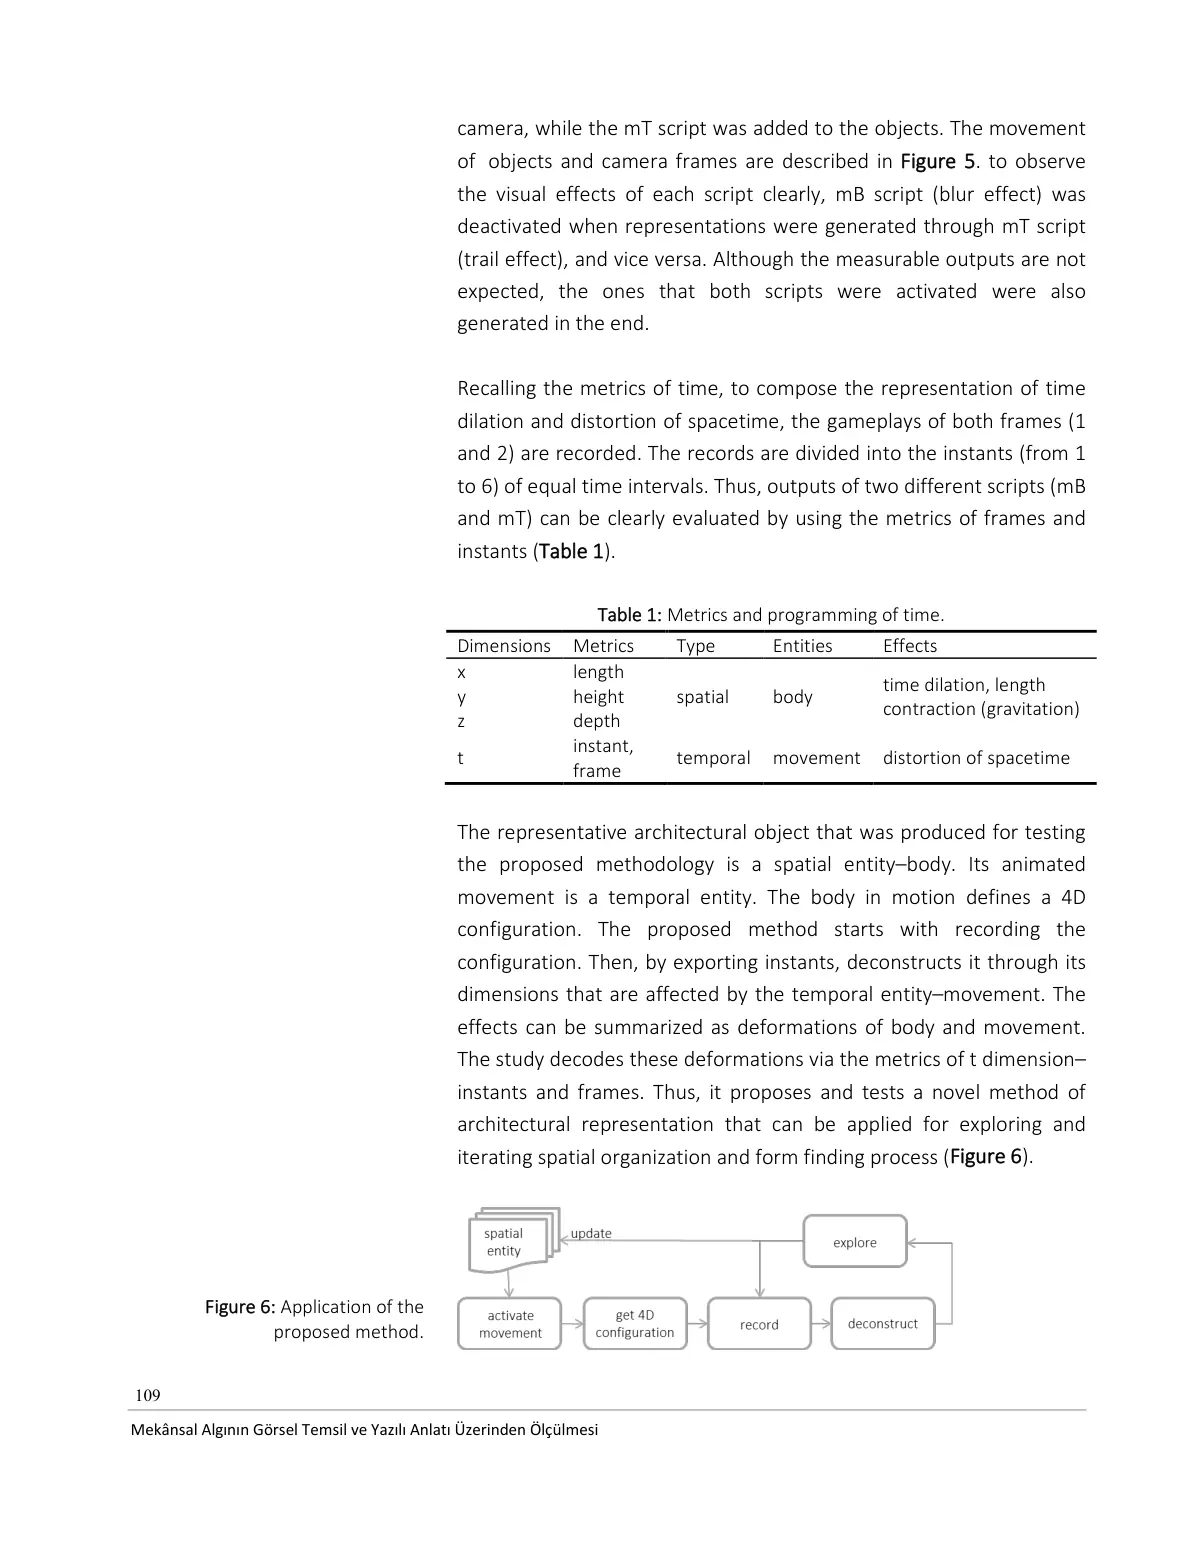 camera, while the mT script was added to the objects. The movement
of objects and camera frames are described in Figure 5. to observe
the visual effects of each script clearly, mB script (blur effect) was
deactivated when representations were generated through mT script
(trail effect), and vice versa. Although the measurable outputs are not
expected, the ones that both scripts were activated were also
generated in the end.
Recalling the metrics of time, to compose the representation of time
dilation and distortion of spacetime, the gameplays of both frames (1
and 2) are recorded. The records are divided into the instants (from 1
to 6) of equal time intervals. Thus, outputs of two different scripts (mB
and mT) can be clearly evaluated by using the metrics of frames and
instants (Table 1).
Table 1: Metrics and programming of time.
Dimensions Metrics Type Entities Effects
x length
y height spatial body time dilation, length
contraction (gravitation)
z depth
t instant,
frame temporal movement distortion of spacetime
The representative architectural object that was produced for testing
the proposed methodology is a spatial entity–body. Its animated
movement is a temporal entity. The body in motion defines a 4D
configuration. The proposed method starts with recording the
configuration. Then, by exporting instants, deconstructs it through its
dimensions that are affected by the temporal entity–movement. The
effects can be summarized as deformations of body and movement.
The study decodes these deformations via the metrics of t dimension–
instants and frames. Thus, it proposes and tests a novel method of
architectural representation that can be applied for exploring and
iterating spatial organization and form finding process (Figure 6).
spatial
entity
update
explore
activate
movement
get 4D
configuration
record
deconstruct
Figure 6: Application of the
proposed method.
109
Mekânsal Algının Görsel Temsil ve Yazılı Anlatı Üzerinden Ölçülmesi